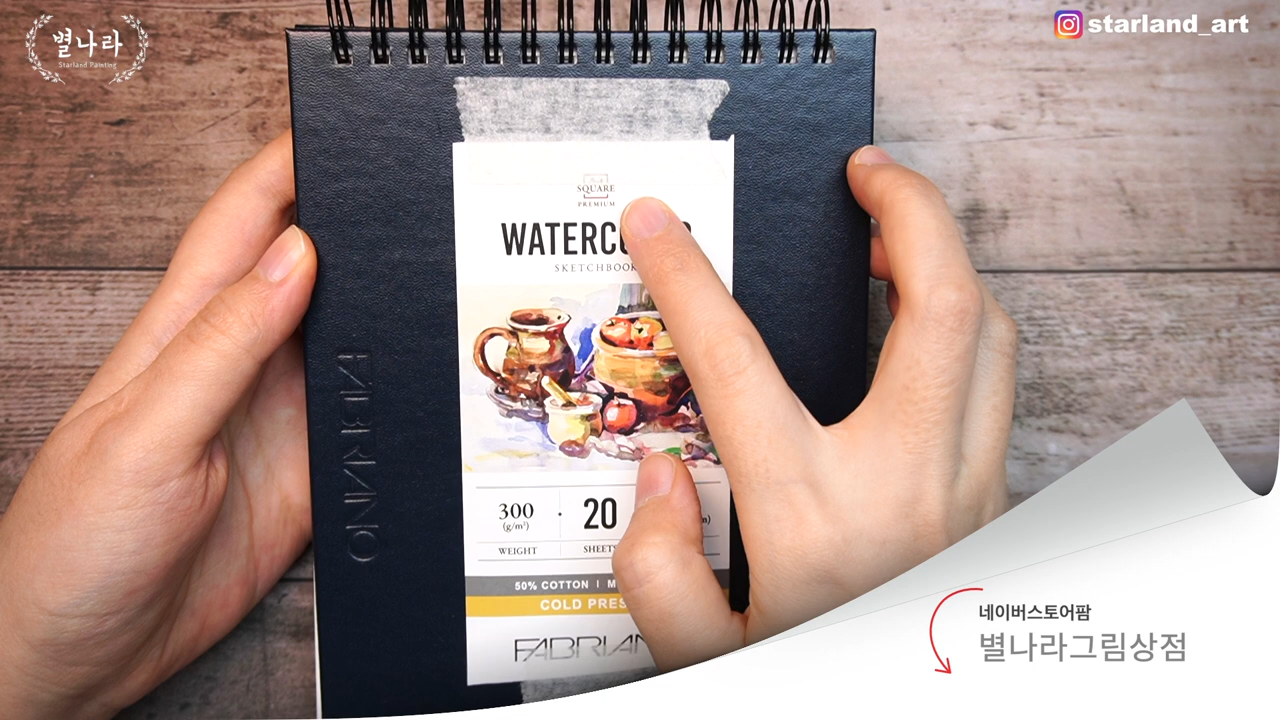 별나라
Starland Painting
starland_art
SQUARE
PREMIUM
WATERCO
SKETCHBOOK
FABRIANO
300
(g/m²)
·
20
WEIGHT
SHEETS
50% COTTON | M
COLD PRES
FABRIAN
네이버스토어팜
별나라그림상점